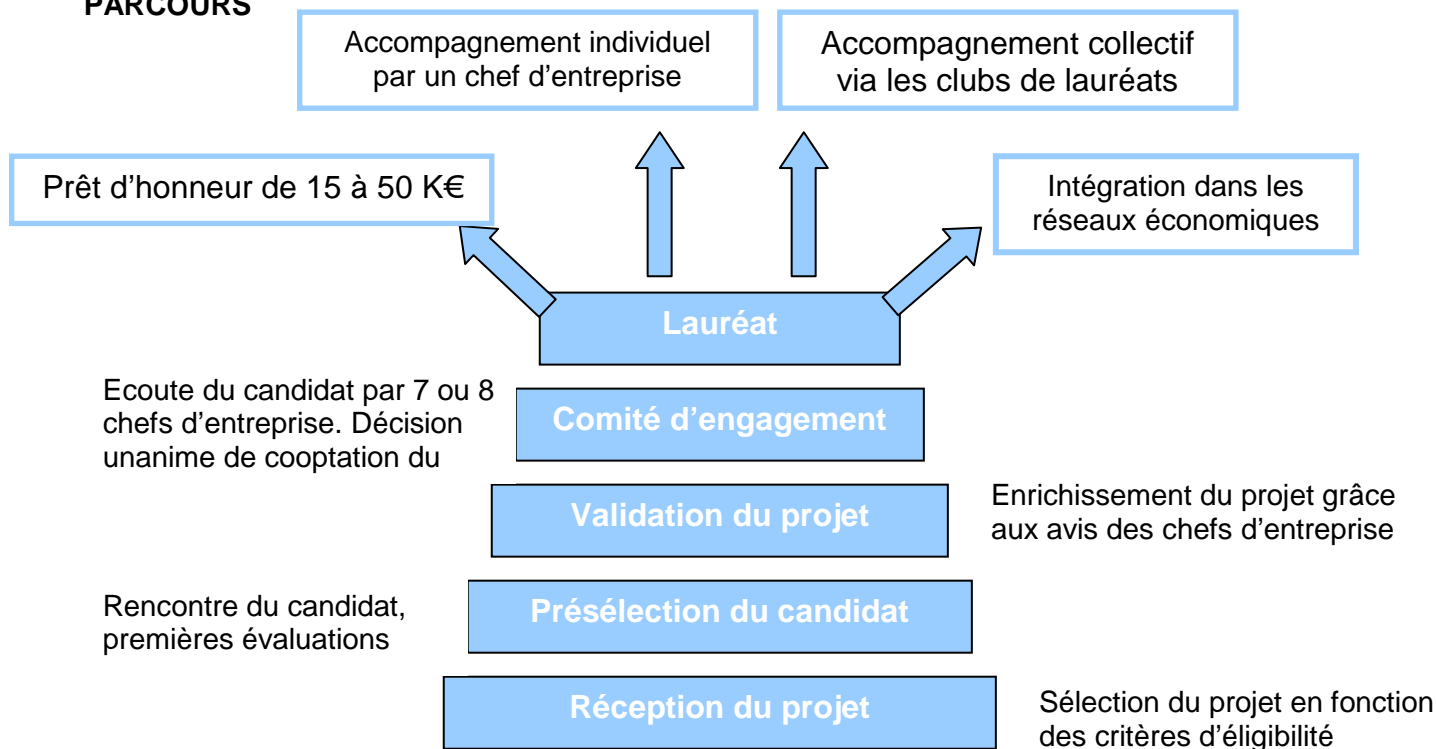 PARCOURS
Accompagnement individuel
par un chef d’entreprise
Accompagnement collectif
via les clubs de lauréats
Prêt d’honneur de 15 à 50 K€
Intégration dans les
réseaux économiques
Lauréat
Ecoute du candidat par 7 ou 8
chefs d’entreprise. Décision
unanime de cooptation du
Comité d’engagement
Validation du projet
Enrichissement du projet grâce
aux avis des chefs d’entreprise
Rencontre du candidat,
premières évaluations
Présélection du candidat
Réception du projet
Sélection du projet en fonction
des critères d’éligibilité